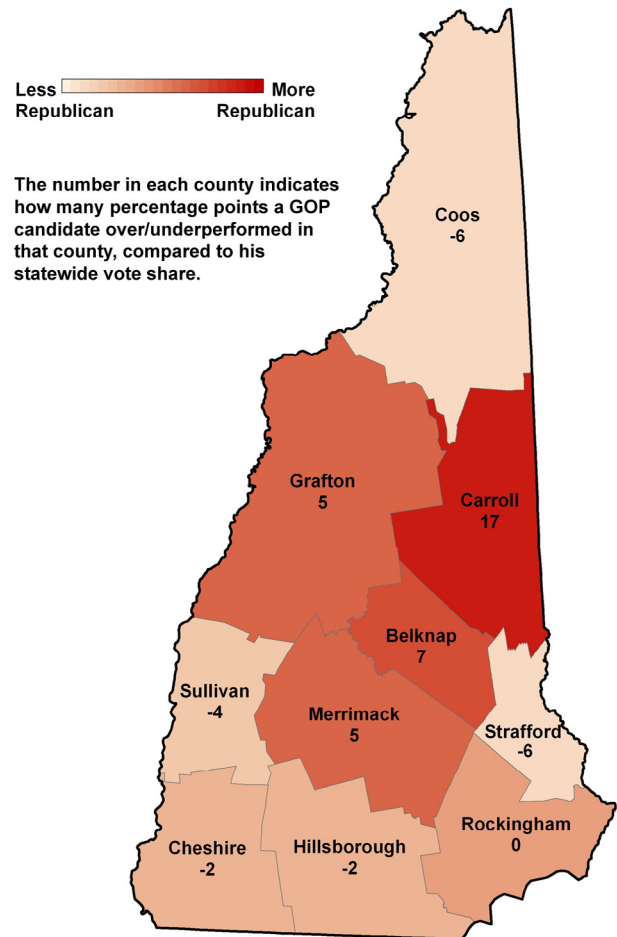 Less More
Republican Republican
The number in each county indicates
how many percentage points a GOP
candidate over/underperformed in
that county, compared to his
statewide vote share.
Coos
-6
Grafton
5
Carroll
17
Belknap
7
Sullivan
-4
Merrimack
5
Strafford
-6
Rockingham
0
Cheshire
-2
Hillsborough
-2